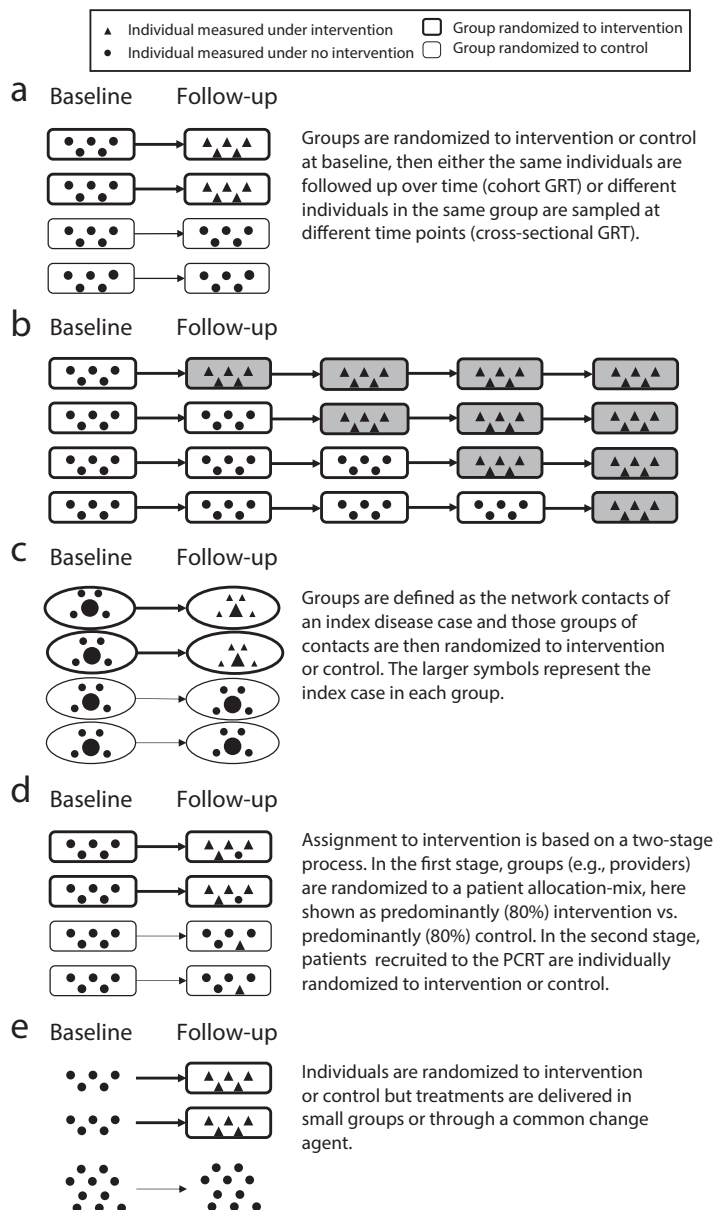 Individual measured under intervention
Group randomized to intervention
Individual measured under no intervention
Group randomized to control
a
Baseline
Follow-up
Groups are randomized to intervention or control
at baseline, then either the same individuals are
followed up over time (cohort GRT) or different
individuals in the same group are sampled at
different time points (cross-sectional GRT).
b
Baseline
Follow-up
c
Baseline
Follow-up
Groups are defined as the network contacts of
an index disease case and those groups of
contacts are then randomized to intervention
or control. The larger symbols represent the
index case in each group.
d
Baseline
Follow-up
Assignment to intervention is based on a two-stage
process. In the first stage, groups (e.g., providers)
are randomized to a patient allocation-mix, here
shown as predominantly (80%) intervention vs.
predominantly (80%) control. In the second stage,
patients recruited to the PCRT are individually
randomized to intervention or control.
e
Baseline
Follow-up
Individuals are randomized to intervention
or control but treatments are delivered in
small groups or through a common change
agent.